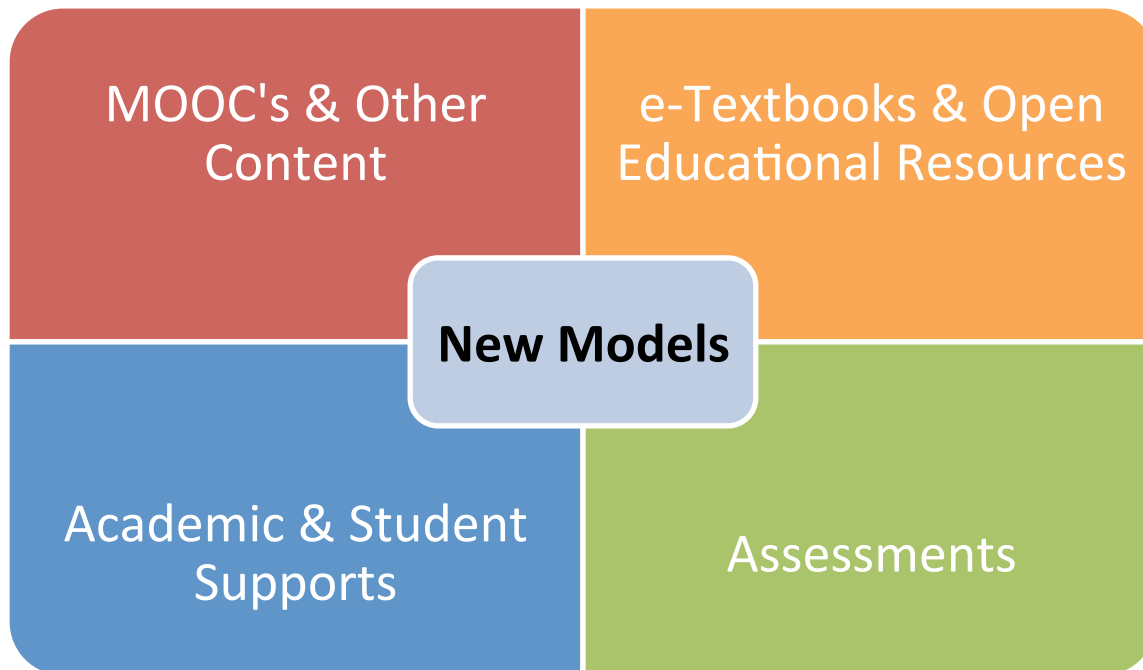 MOOC's & Other
Content
e-Textbooks & Open
Educational Resources
New Models
Academic & Student
Supports
Assessments